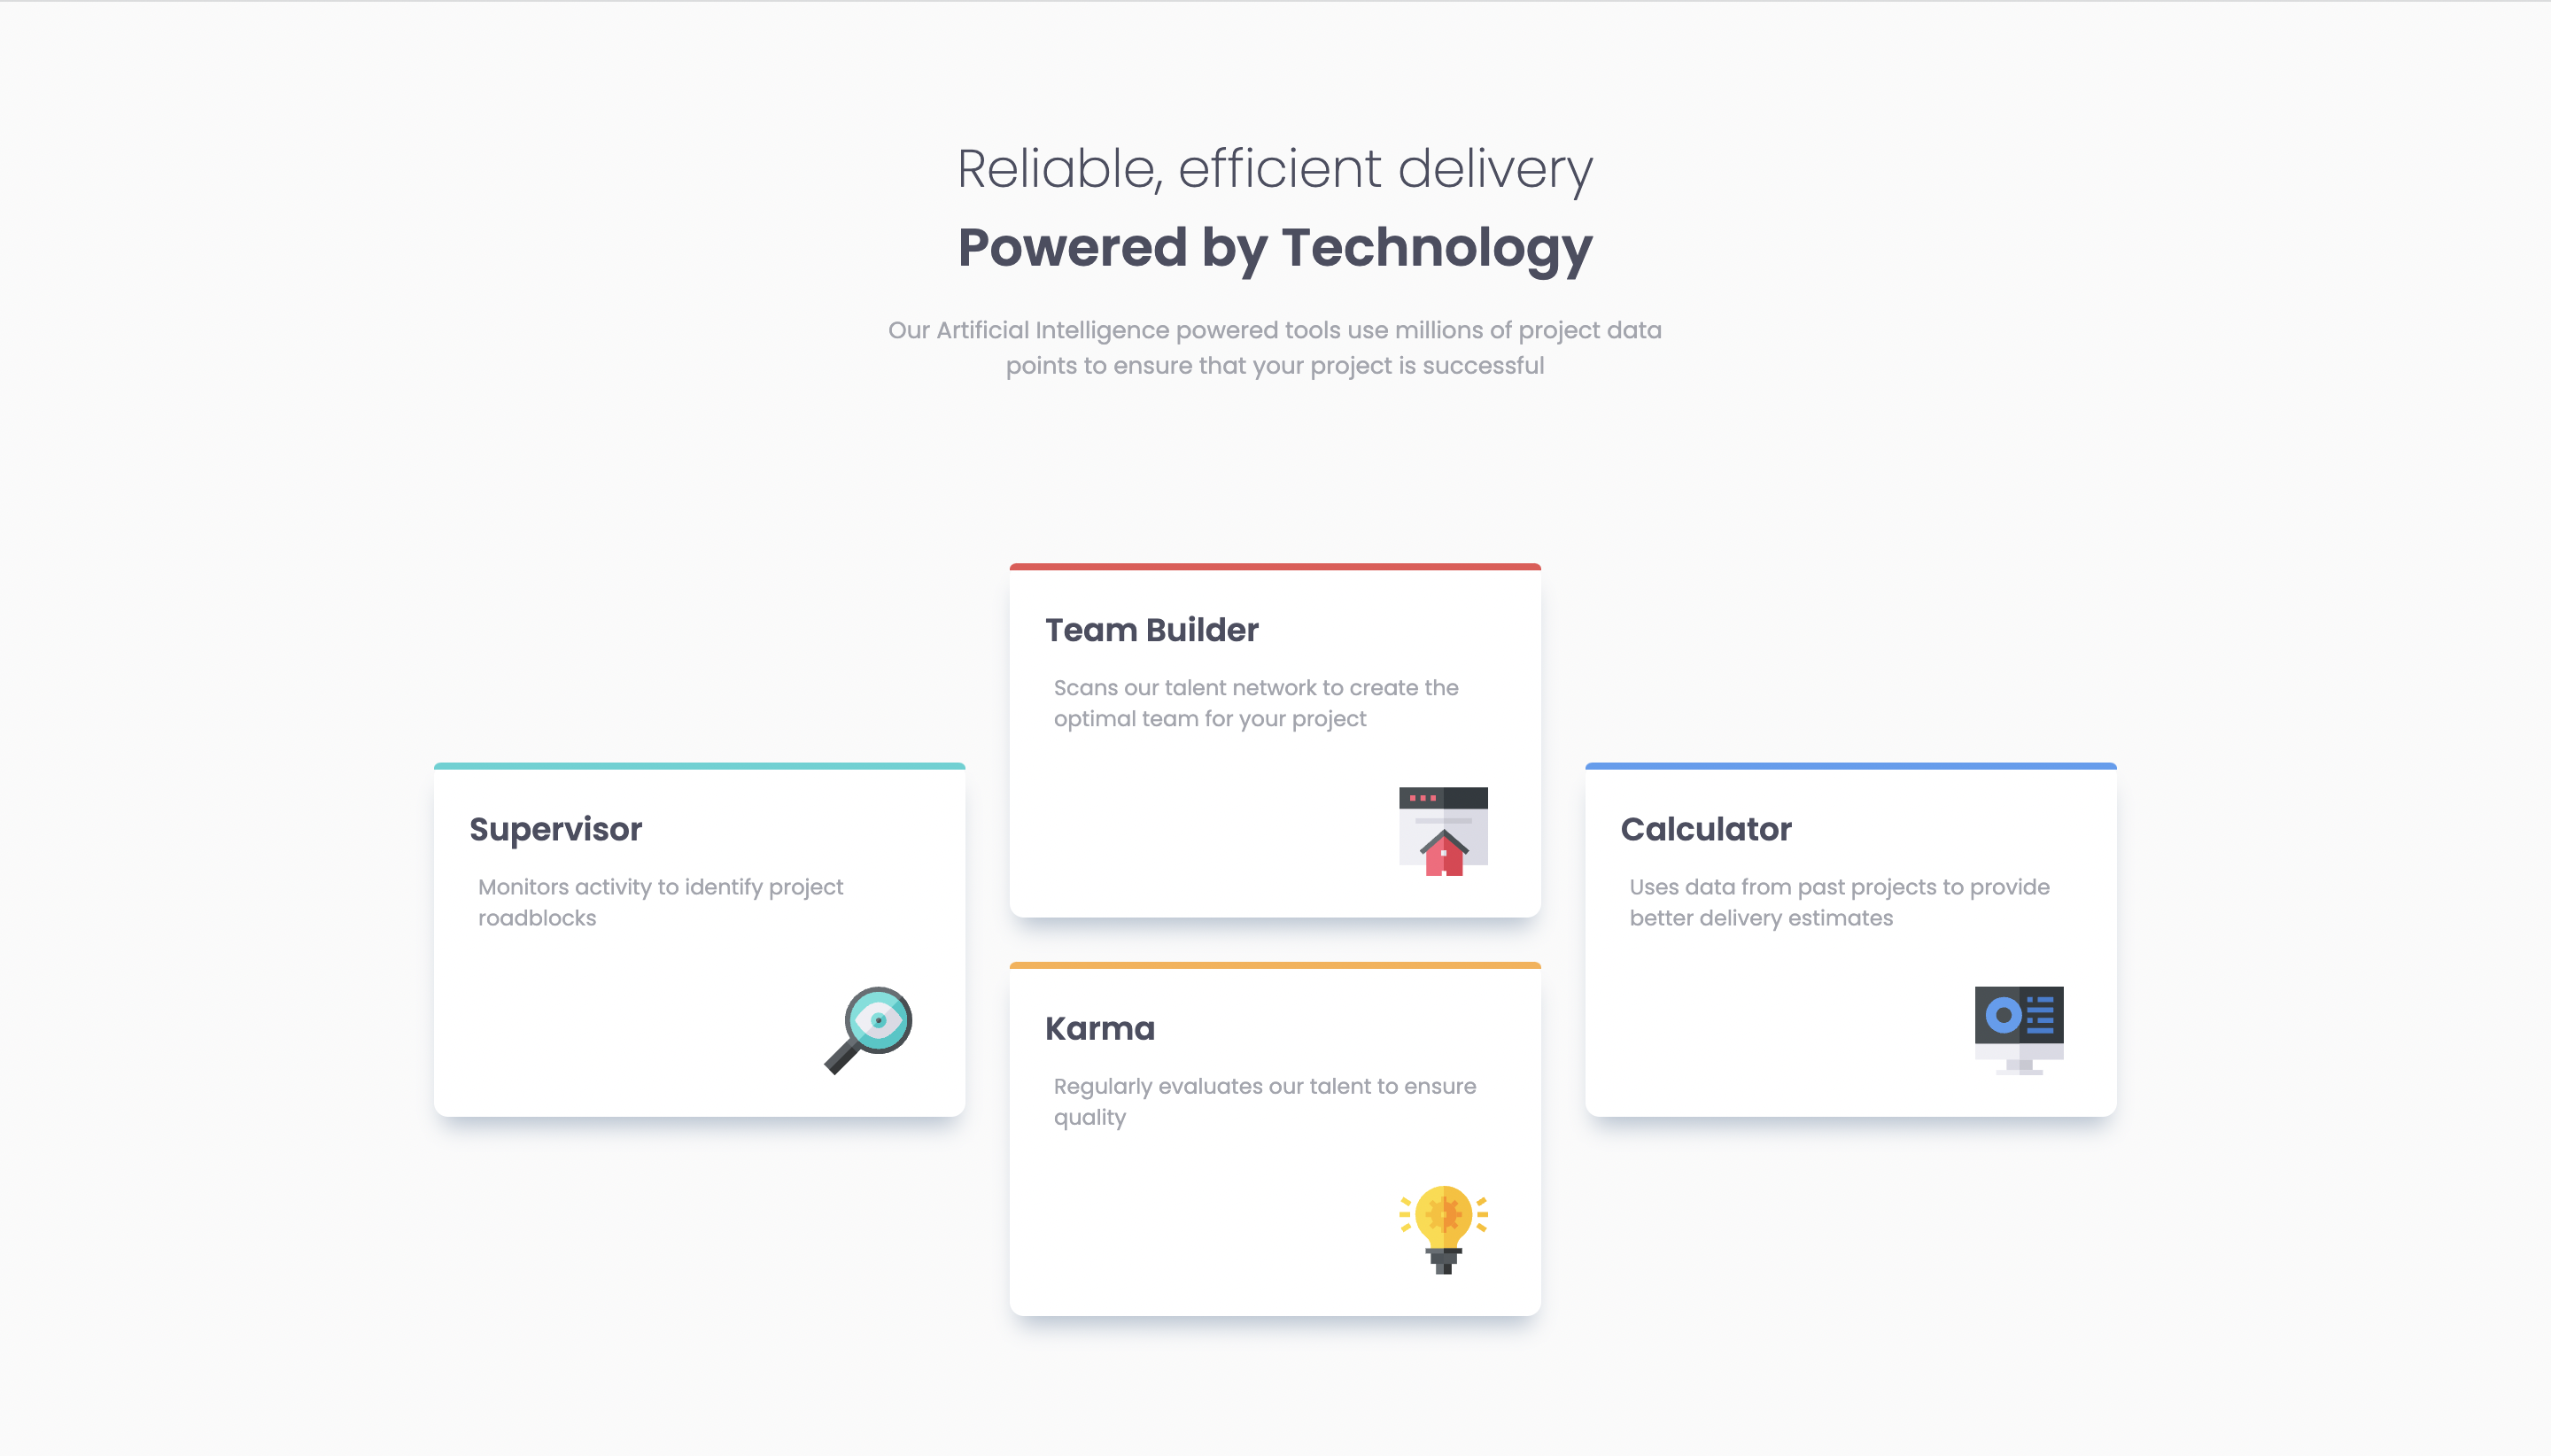 Reliable, efficient delivery
Powered by Technology
Our Artificial Intelligence powered tools use millions of project data
points to ensure that your project is successful
Supervisor
Monitors activity to identify project
roadblocks
Team Builder
Scans our talent network to create the
optimal team for your project
Karma
Regularly evaluates our talent to ensure
quality
Calculator
Uses data from past projects to provide
better delivery estimates